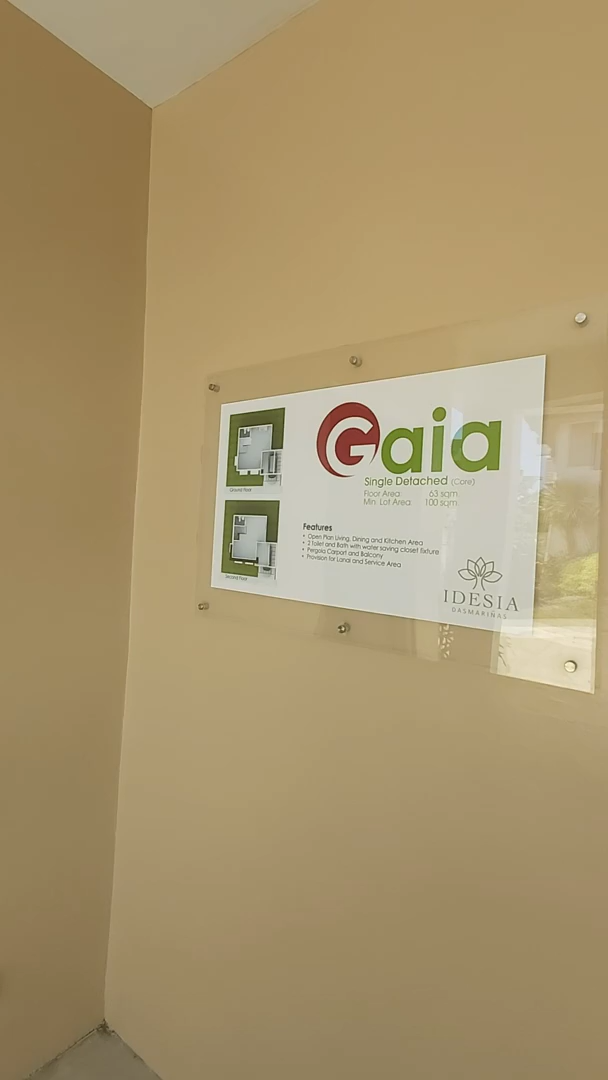 Gaia
Single Detached (Core)
Floor Area: 63 sqm.
Min. Lot Area: 100 sqm.
Ground Floor
Features
• Open Plan Living, Dining and Kitchen Area
• 2 Toilet and Bath with water saving closet fixture
• Pergola Carport and Balcony
• Provision for Lanai and Service Area
Second Floor
IDESIA
DASMARIÑAS